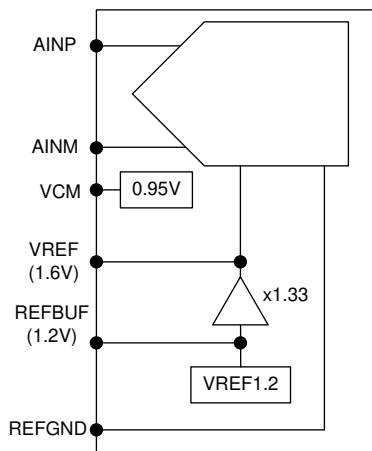 AINP
AINM
VCM
0.95V
VREF
(1.6V)
x1.33
REFBUF
(1.2V)
VREF1.2
REFGND